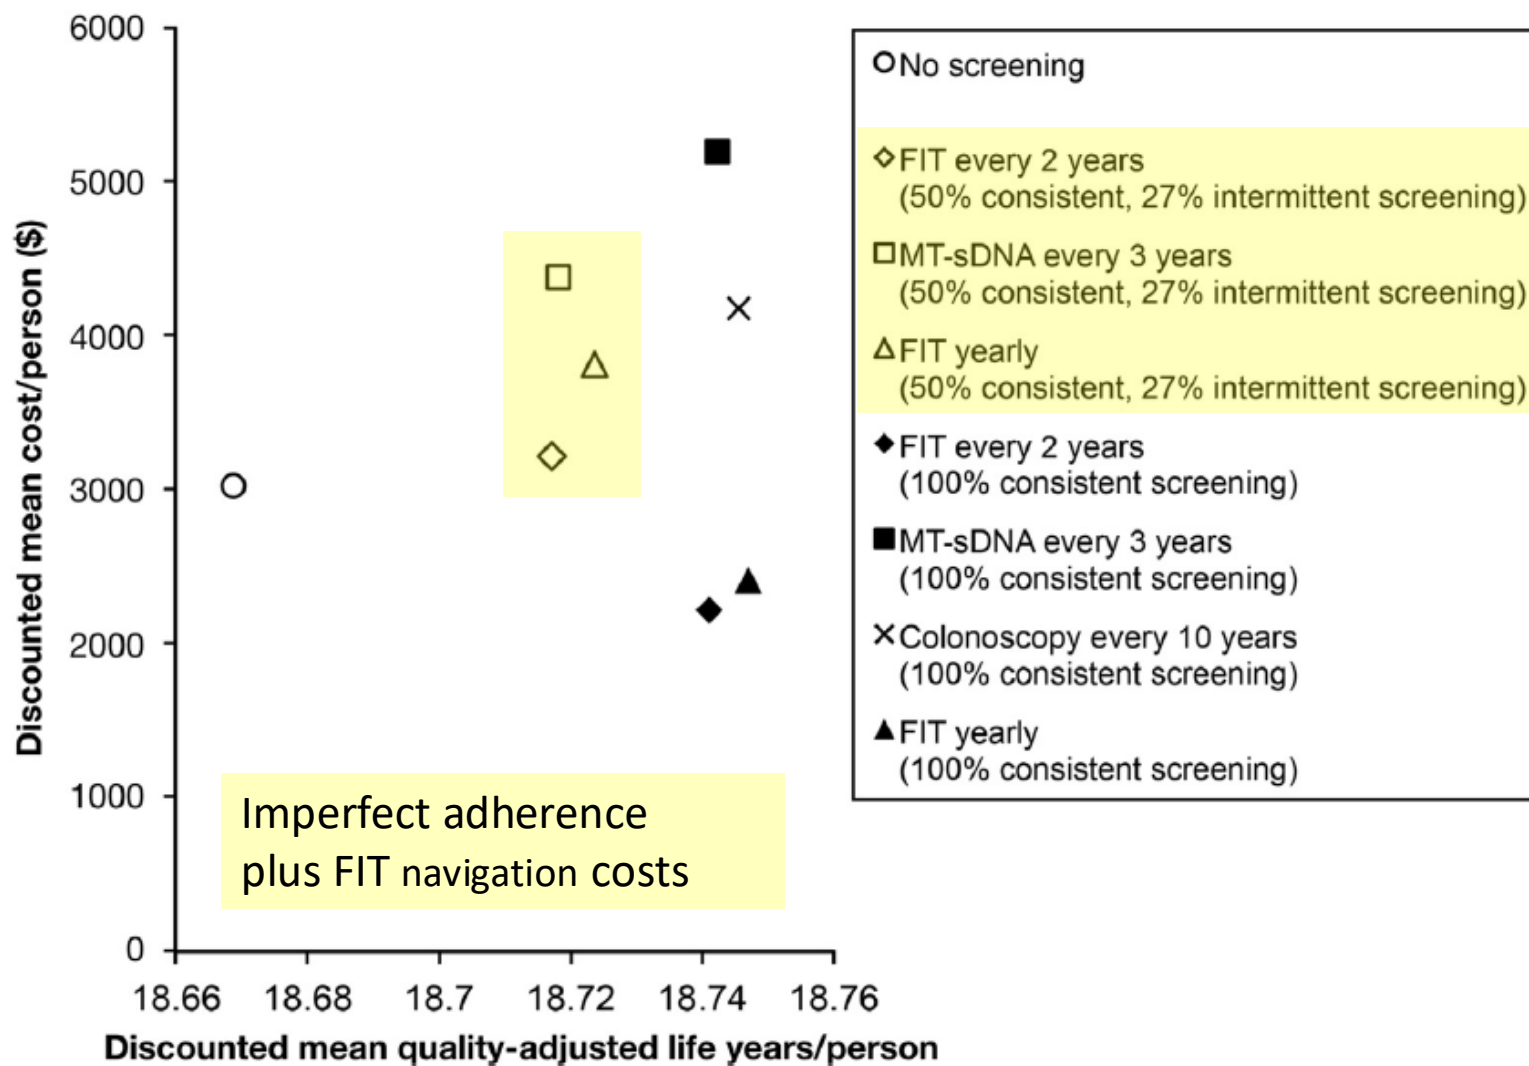 6000
5000
4000
3000
2000
1000
0
Discounted mean cost/person ($)
18.66 18.68 18.7 18.72 18.74 18.76
Discounted mean quality-adjusted life years/person
Imperfect adherence
plus FIT navigation costs
No screening
FIT every 2 years
(50% consistent, 27% intermittent screening)
MT-sDNA every 3 years
(50% consistent, 27% intermittent screening)
FIT yearly
(50% consistent, 27% intermittent screening)
FIT every 2 years
(100% consistent screening)
MT-sDNA every 3 years
(100% consistent screening)
Colonoscopy every 10 years
(100% consistent screening)
FIT yearly
(100% consistent screening)